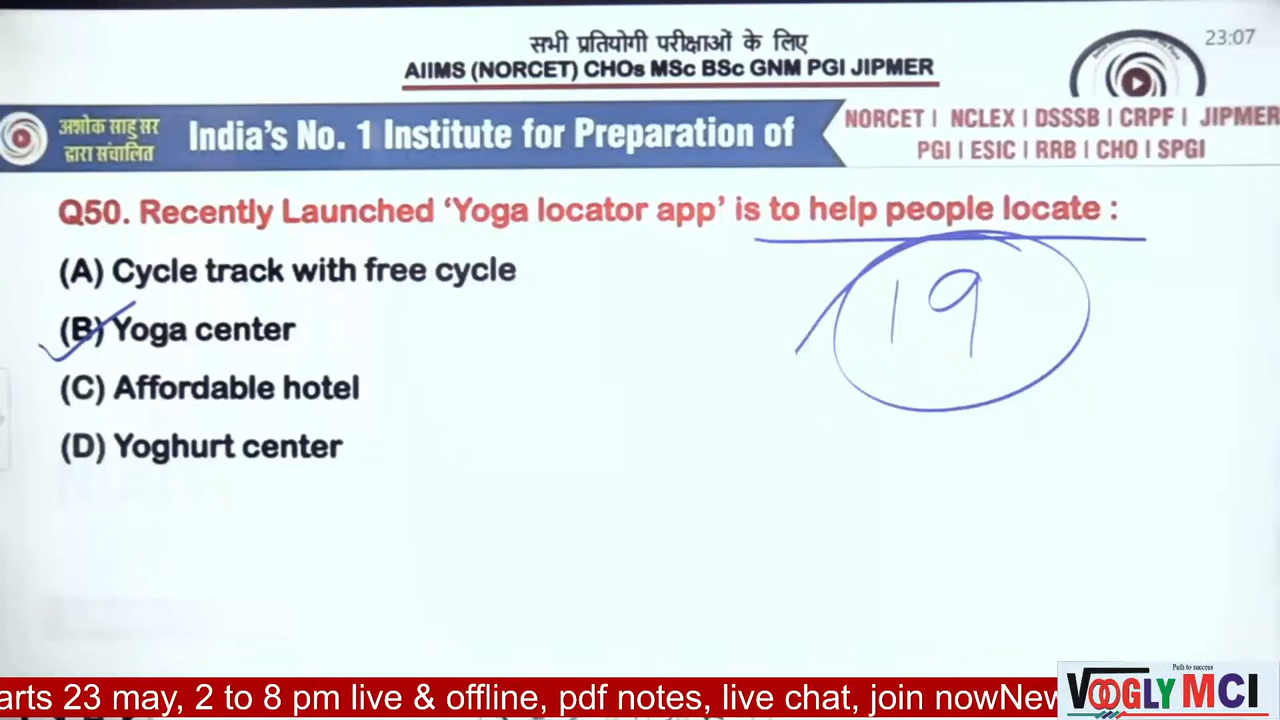 सभी प्रतियोगी परीक्षाओं के लिए
23:07
AIIMS (NORCET) CHOs MSc BSc GNM PGI JIPMER
अशोक साहु सर
द्वारा संचालित
India's No. 1 Institute for Preparation of
NORCET | NCLEX | DSSSB | CRPF | JIPMER
PGI | ESIC | RRB | CHO | SPGI
Q50. Recently Launched ‘Yoga locator app’ is to help people locate :
(A) Cycle track with free cycle
(B) Yoga center
19
(C) Affordable hotel
(D) Yoghurt center
Path to success
arts 23 may, 2 to 8 pm live & offline, pdf notes, live chat, join nowNew
VOOGLY MCI